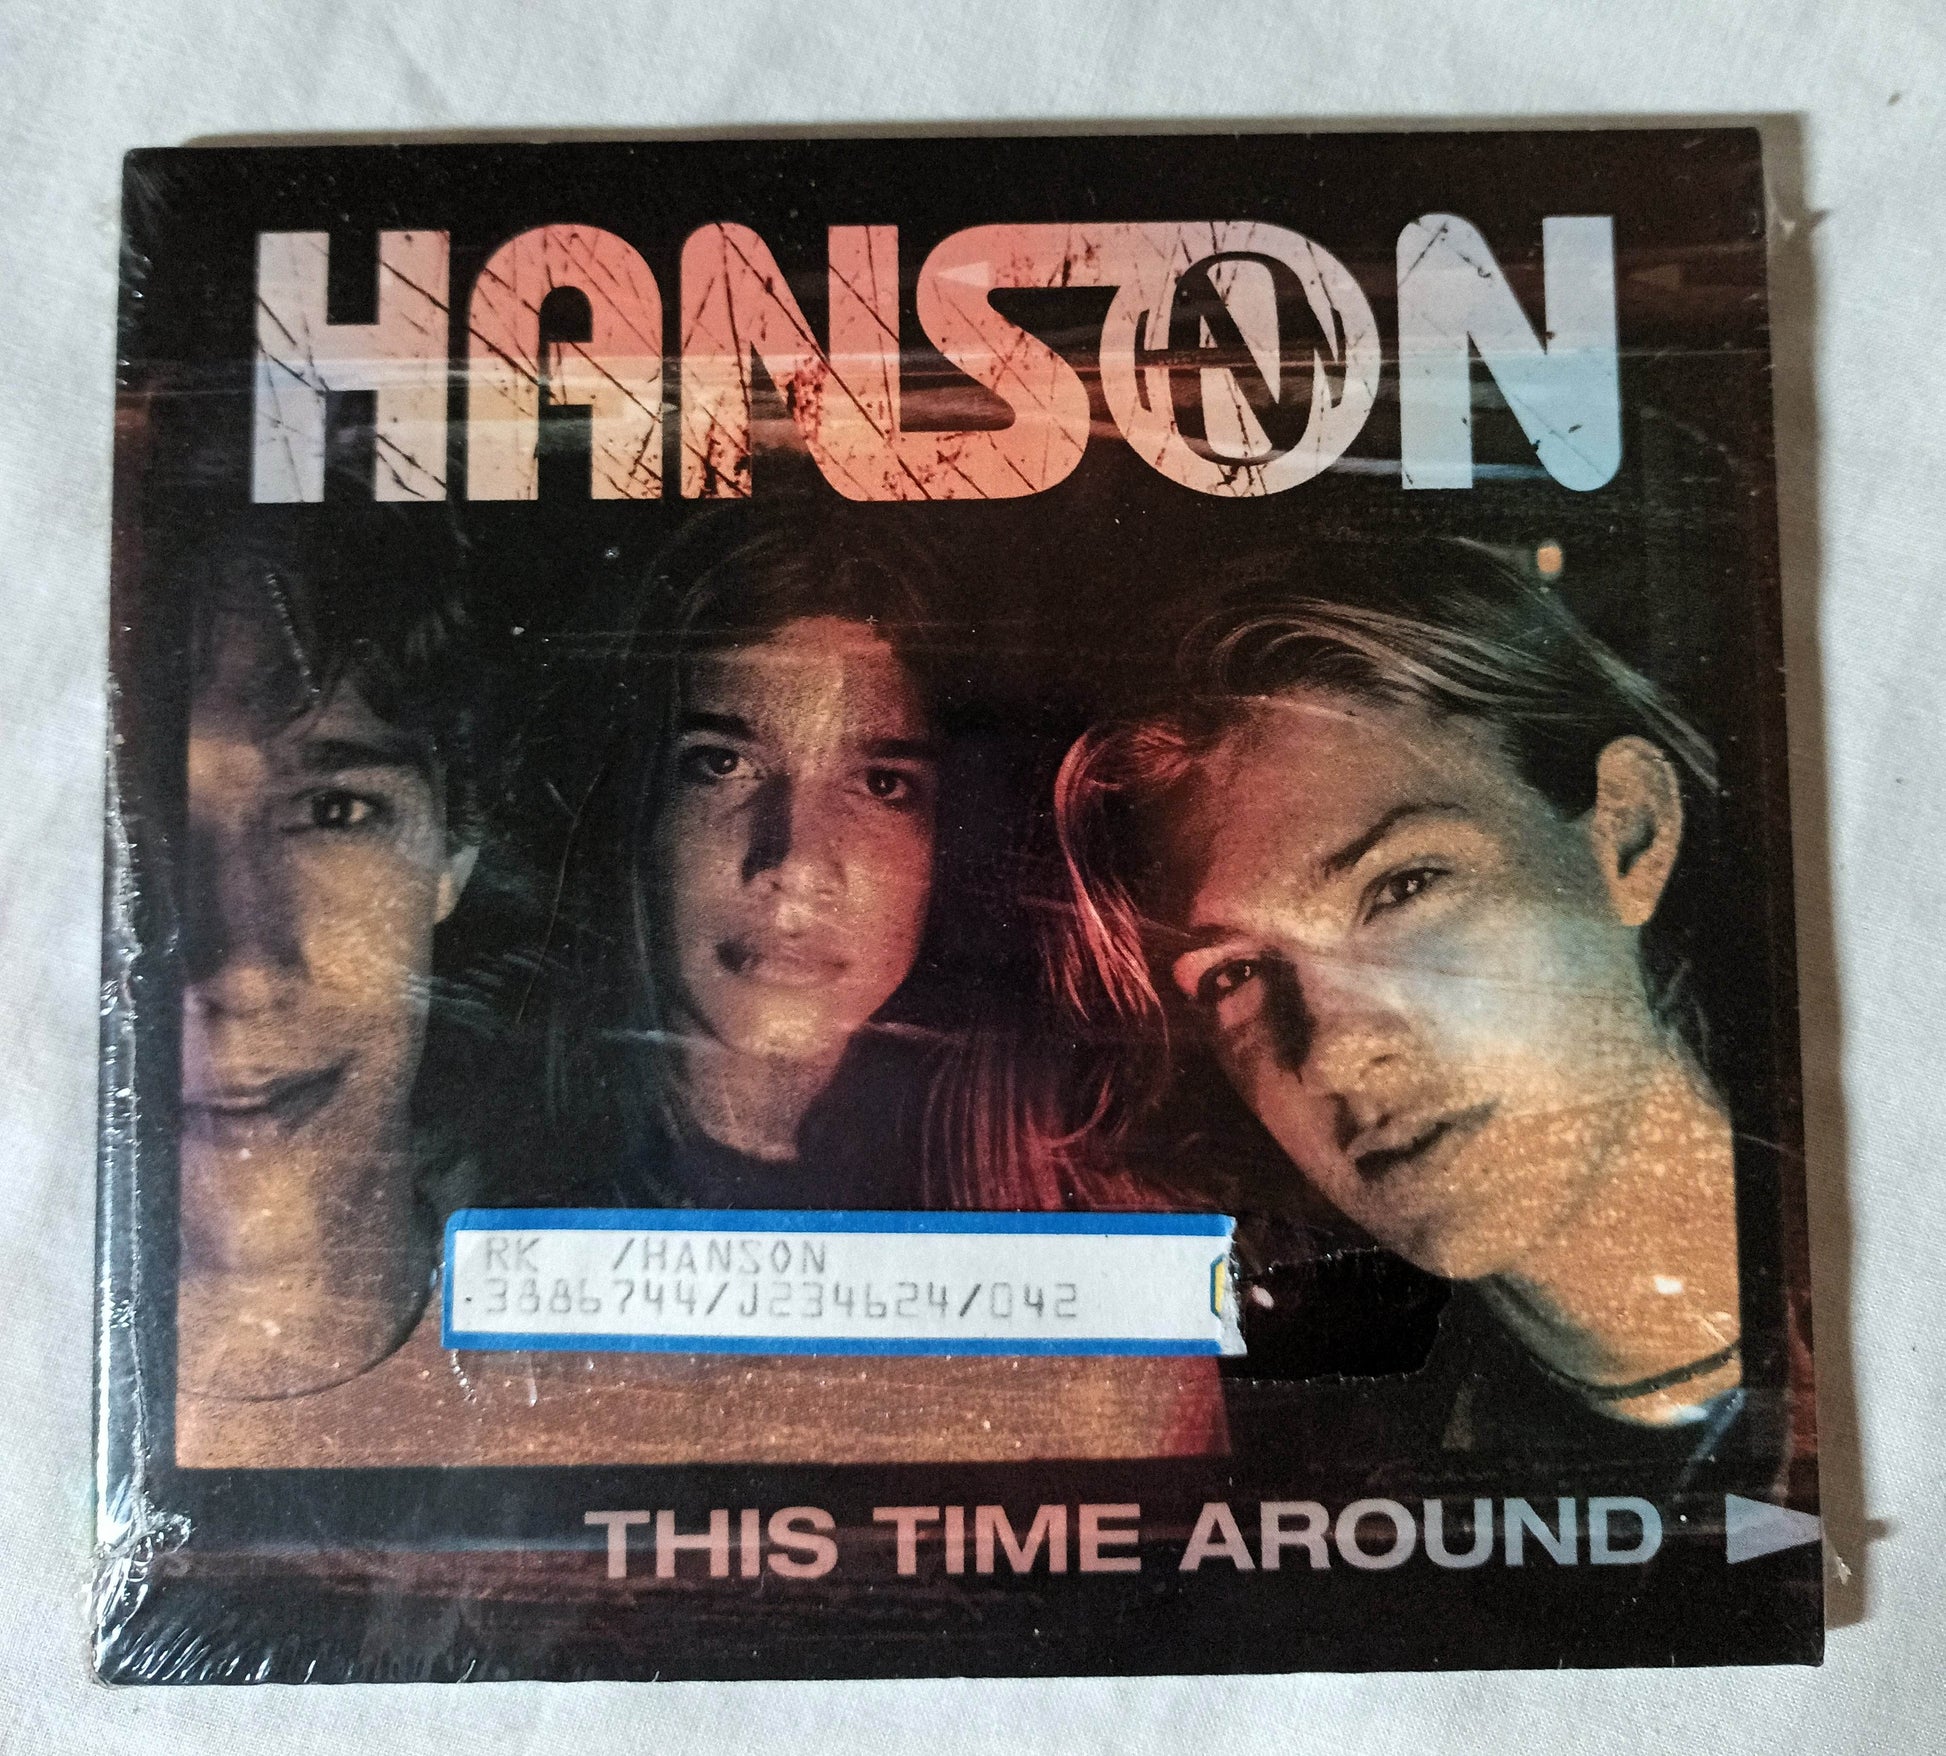 HANSON
RK /HANSON
.3886744/J234624/042
THIS TIME AROUND